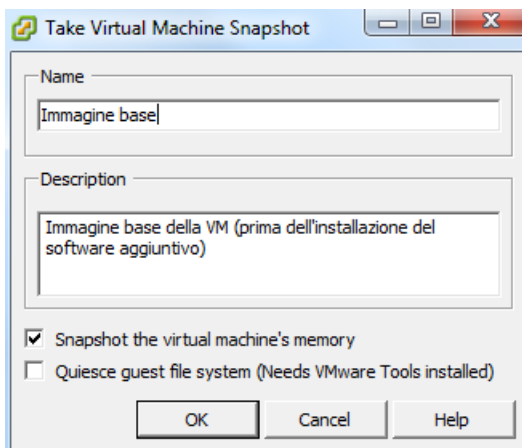 Take Virtual Machine Snapshot
Name
Immagine base
Description
Immagine base della VM (prima dell'installazione del
software aggiuntivo)
Snapshot the virtual machine's memory
Quiesce guest file system (Needs VMware Tools installed)
OK Cancel Help